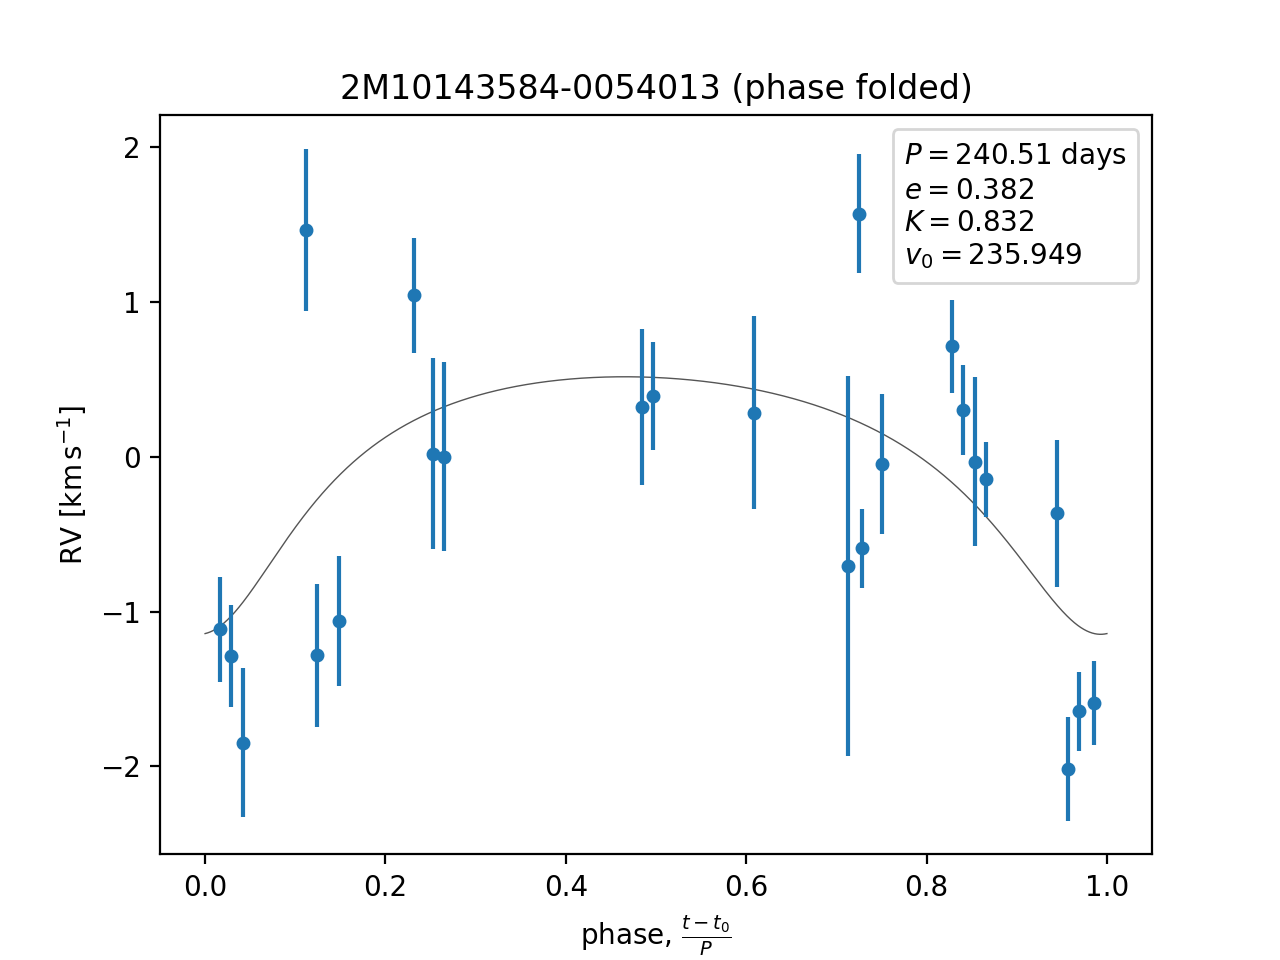 2M10143584-0054013 (phase folded)
P = 240.51 days
e = 0.382
K = 0.832
v₀ = 235.949
2
1
0
−1
−2
RV [km s⁻¹]
0.0 0.2 0.4 0.6 0.8 1.0
phase, (t − t₀)/P